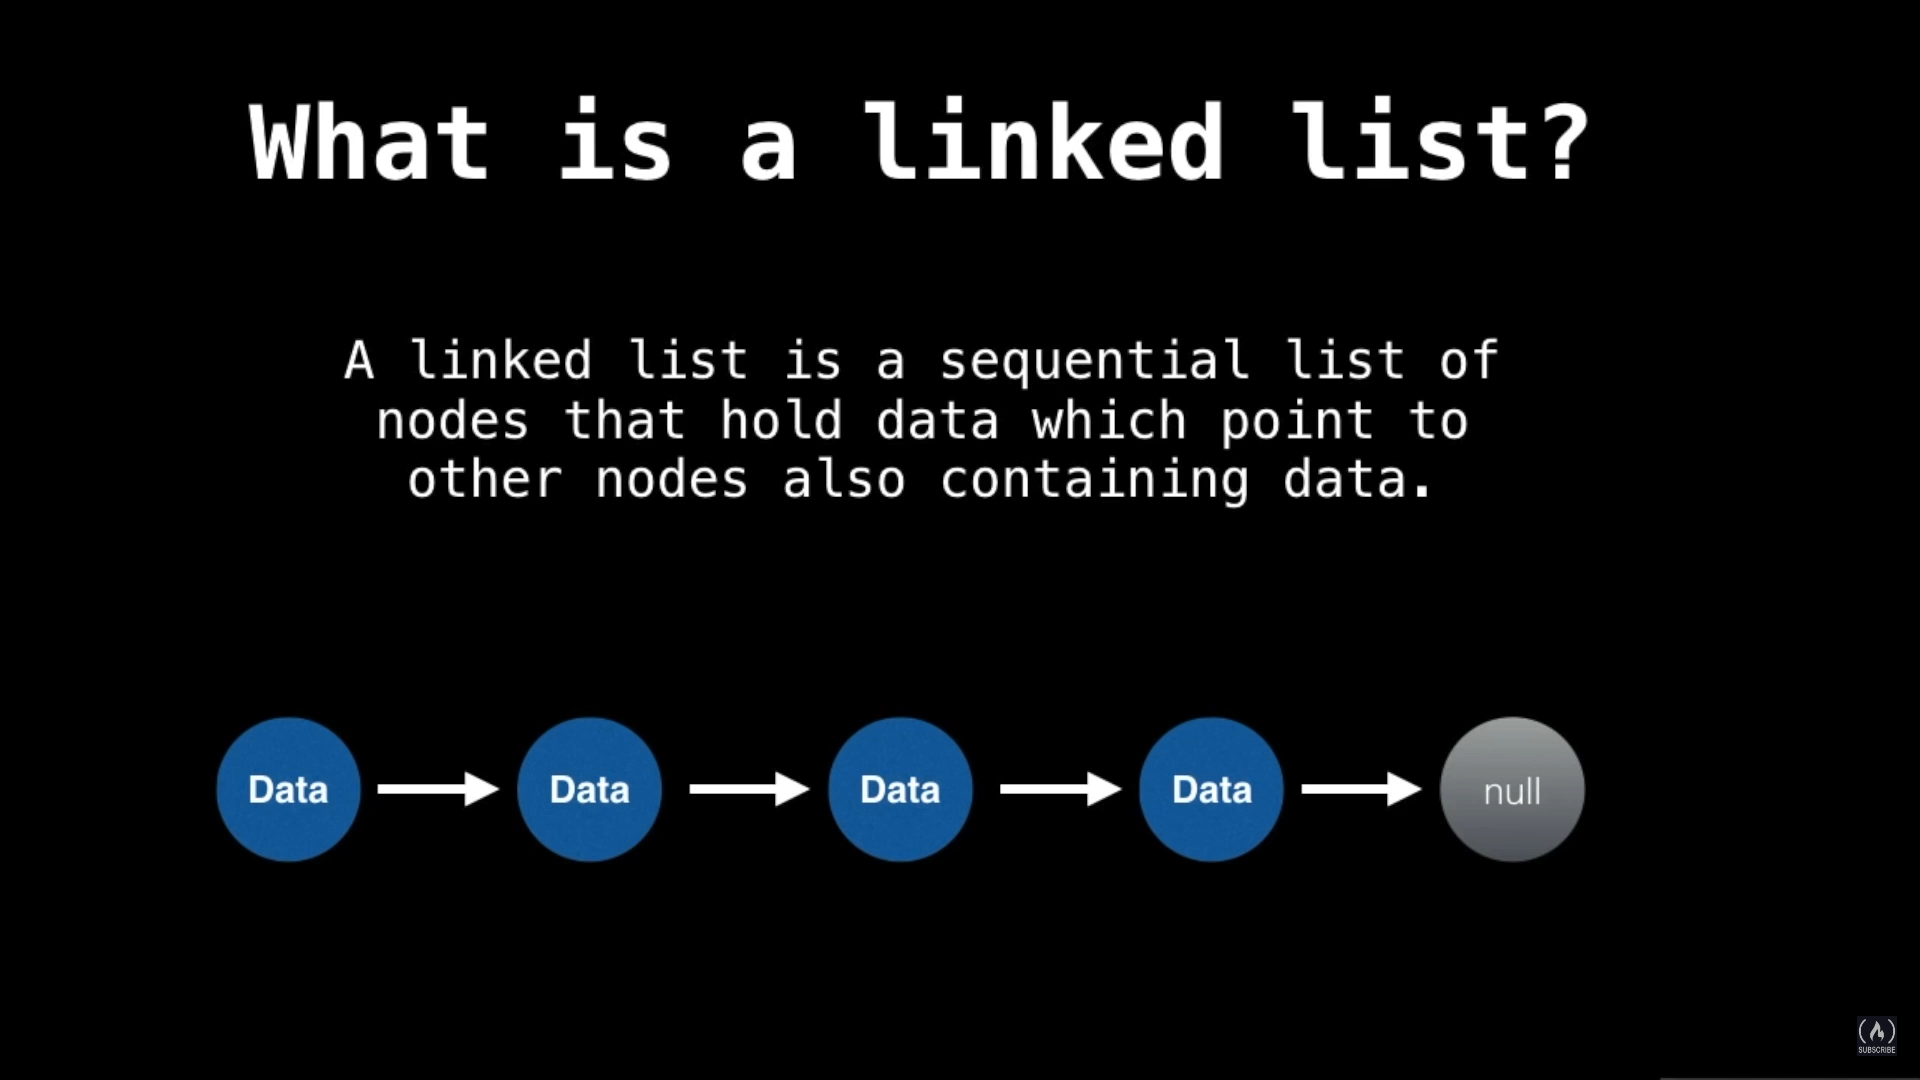 What is a linked list?
A linked list is a sequential list of
nodes that hold data which point to
other nodes also containing data.
Data Data Data Data null
SUBSCRIBE